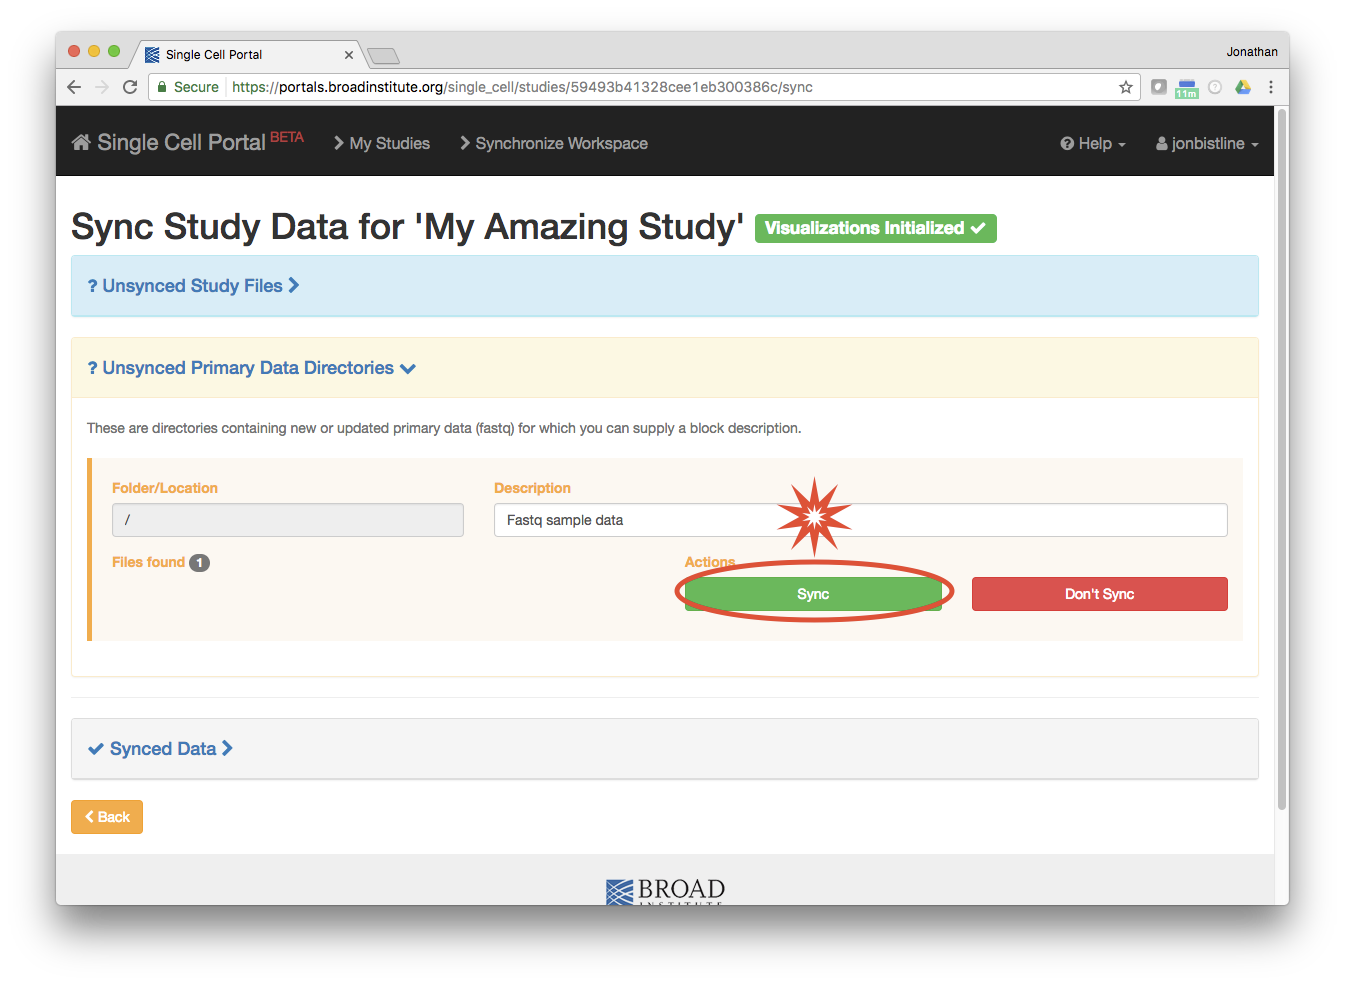 Single Cell Portal
Jonathan
Secure https://portals.broadinstitute.org/single_cell/studies/59493b41328cee1eb300386c/sync
11m
Single Cell Portal BETA
My Studies
Synchronize Workspace
Help
jonbistline
Sync Study Data for 'My Amazing Study' Visualizations Initialized
? Unsynced Study Files
? Unsynced Primary Data Directories
These are directories containing new or updated primary data (fastq) for which you can supply a block description.
Folder/Location
Description
/
Fastq sample data
Files found 1
Actions
Sync
Don't Sync
Synced Data
Back
BROAD
INSTITUTE